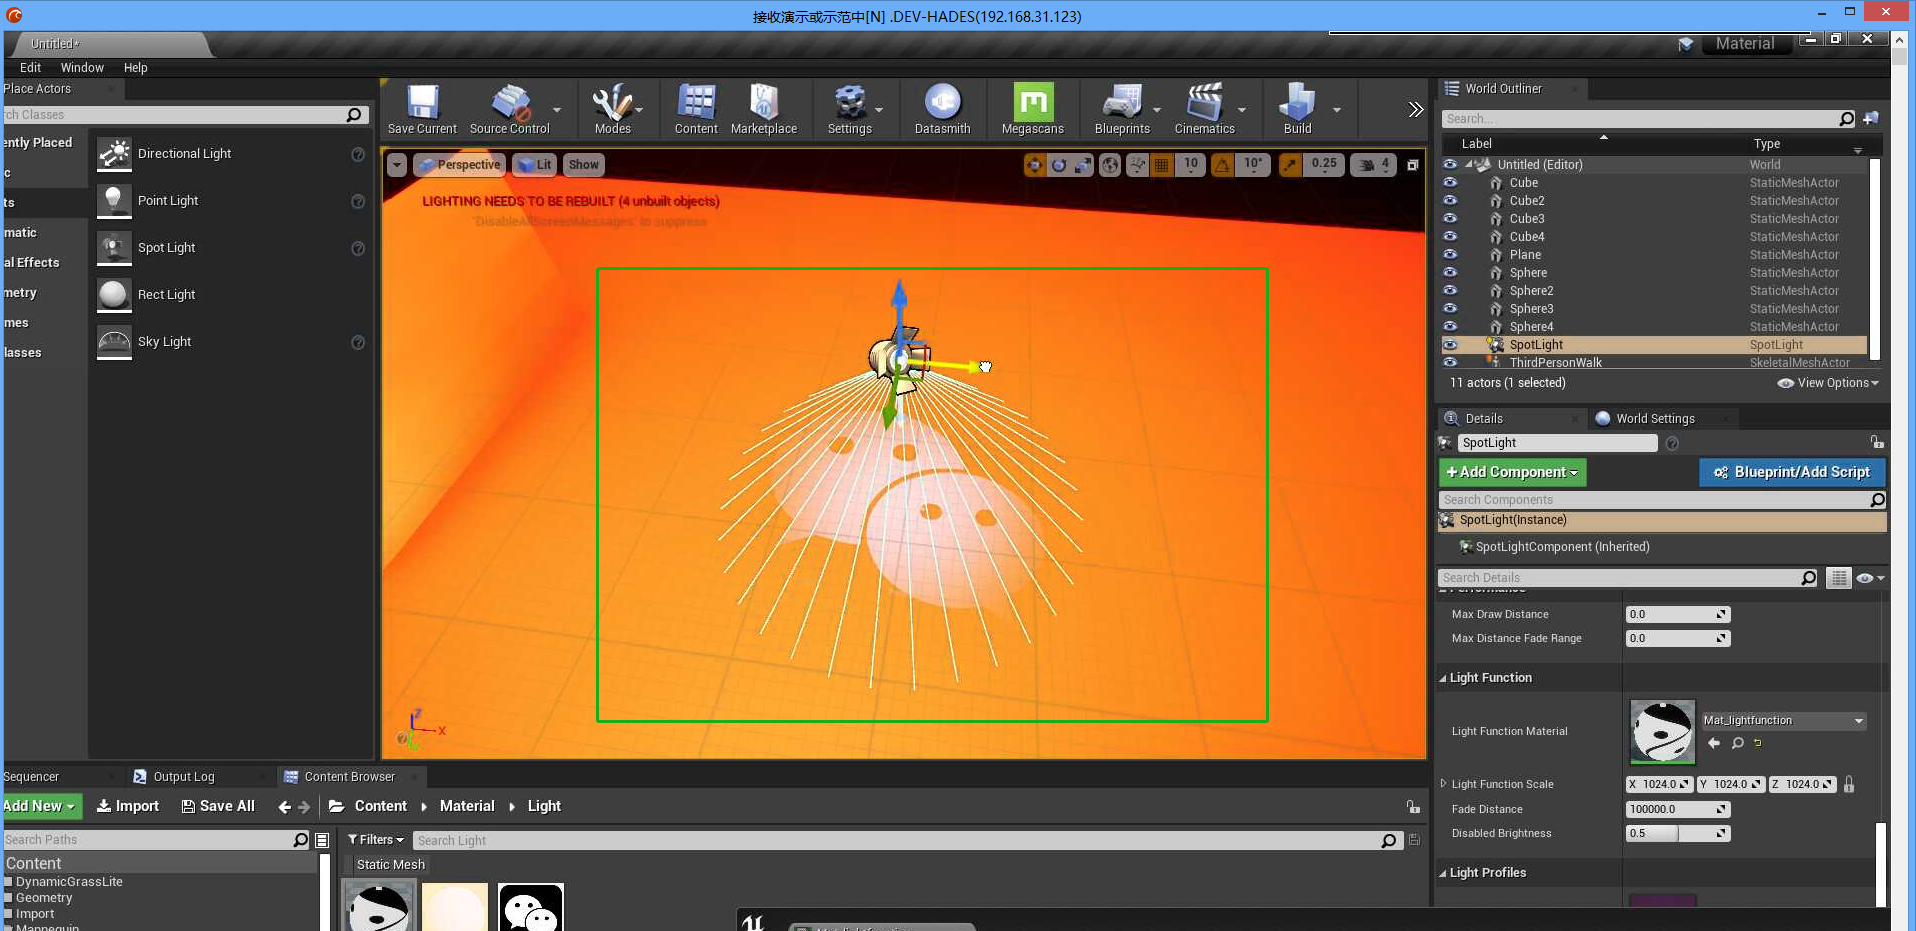 接收演示或示范中[N] .DEV-HADES(192.168.31.123)
Untitled*
Material
Edit Window Help
Place Actors
rch Classes
ently Placed
c
ts
matic
al Effects
metry
mes
lasses
Directional Light
Point Light
Spot Light
Rect Light
Sky Light
Save Current
Source Control
Modes
Content
Marketplace
Settings
Datasmith
Megascans
Blueprints
Cinematics
Build
Perspective
Lit
Show
10
10°
0.25
4
LIGHTING NEEDS TO BE REBUILT (4 unbuilt objects)
'DisableAllScreenMessages' to suppress
Z
X
World Outliner
Search...
Label Type
Untitled (Editor) World
Cube StaticMeshActor
Cube2 StaticMeshActor
Cube3 StaticMeshActor
Cube4 StaticMeshActor
Plane StaticMeshActor
Sphere StaticMeshActor
Sphere2 StaticMeshActor
Sphere3 StaticMeshActor
Sphere4 StaticMeshActor
SpotLight SpotLight
ThirdPersonWalk SkeletalMeshActor
11 actors (1 selected)
View Options
Details
World Settings
SpotLight
+Add Component
Blueprint/Add Script
Search Components
SpotLight(Instance)
SpotLightComponent (Inherited)
Search Details
Performance
Max Draw Distance 0.0
Max Distance Fade Range 0.0
Light Function
Light Function Material
Mat_lightfunction
Light Function Scale X 1024.0 Y 1024.0 Z 1024.0
Fade Distance 100000.0
Disabled Brightness 0.5
Light Profiles
Sequencer
Output Log
Content Browser
Add New
Import
Save All
Content
Material
Light
Search Paths
Filters
Search Light
Static Mesh
Content
DynamicGrassLite
Geometry
Import
Mannequin